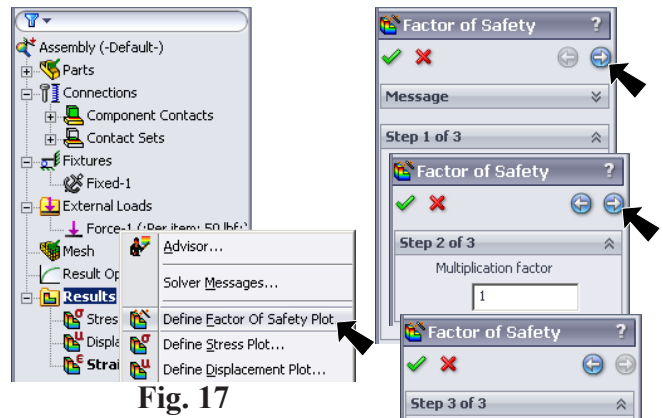 Assembly (-Default-)
Parts
Connections
Component Contacts
Contact Sets
Fixtures
Fixed-1
External Loads
Force-1 (:Per item: 50 lbf:)
Mesh
Result Op
Results
Stres
Displa
Strai
Advisor...
Solver Messages...
Define Factor Of Safety Plot
Define Stress Plot...
Define Displacement Plot...
Fig. 17
Factor of Safety ?
Message
Step 1 of 3
Factor of Safety ?
Step 2 of 3
Multiplication factor
1
Factor of Safety ?
Step 3 of 3